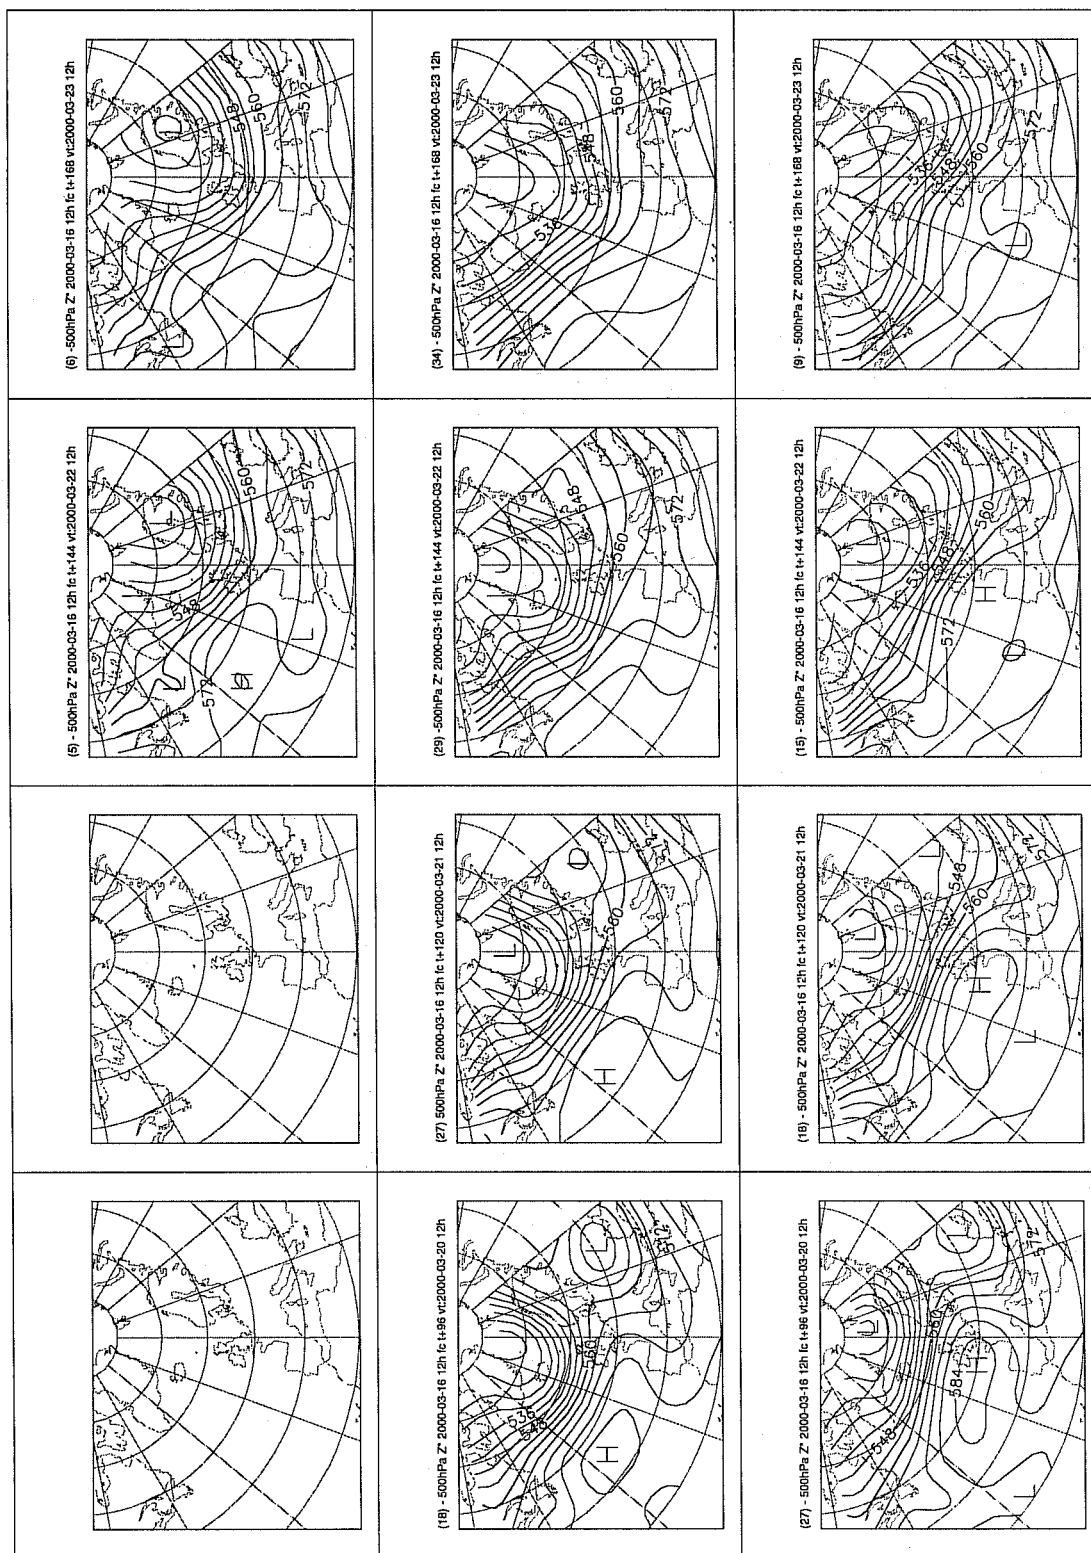 (5) - 500hPa Z* 2000-03-16 12h fc t+144 vt:2000-03-22 12h
L
L
548
572
560
L
572
(6) -500hPa Z* 2000-03-16 12h fc t+168 vt:2000-03-23 12h
L
548
560
572
(18) -500hPa Z* 2000-03-16 12h fc t+96 vt:2000-03-20 12h
536
548
560
L
H
572
(27) 500hPa Z* 2000-03-16 12h fc t+120 vt:2000-03-21 12h
L
560
H
572
(29) -500hPa Z* 2000-03-16 12h fc t+144 vt:2000-03-22 12h
548
560
572
(34) - 500hPa Z* 2000-03-16 12h fc t+168 vt:2000-03-23 12h
536
548
560
572
(27) -500hPa Z* 2000-03-16 12h fc t+96 vt:2000-03-20 12h
L
548
560
L
584
H
572
L
(18) - 500hPa Z* 2000-03-16 12h fc t+120 vt:2000-03-21 12h
L
L
548
560
H
572
L
(15) - 500hPa Z* 2000-03-16 12h fc t+144 vt:2000-03-22 12h
536
548
572
560
H
(9) - 500hPa Z* 2000-03-16 12h fc t+168 vt:2000-03-23 12h
536
548
560
L
572